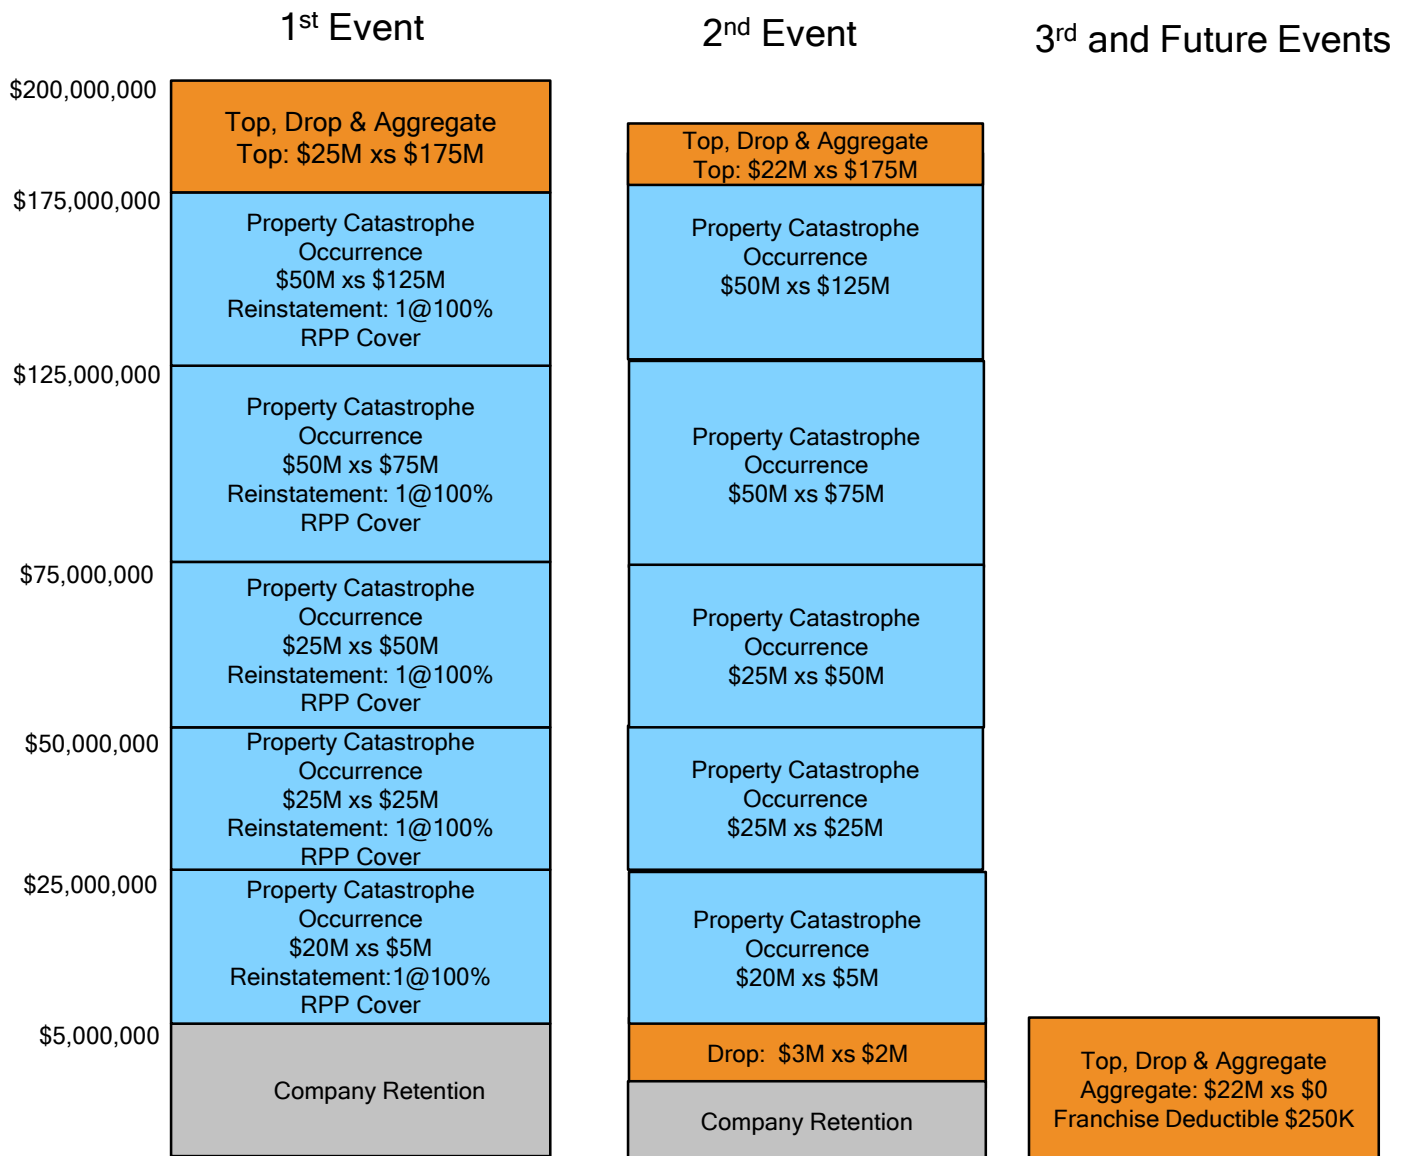 1st Event
2nd Event
3rd and Future Events
$200,000,000
$175,000,000
$125,000,000
$75,000,000
$50,000,000
$25,000,000
$5,000,000
Top, Drop & Aggregate
Top: $25M xs $175M
Property Catastrophe
Occurrence
$50M xs $125M
Reinstatement: 1@100%
RPP Cover
Property Catastrophe
Occurrence
$50M xs $75M
Reinstatement: 1@100%
RPP Cover
Property Catastrophe
Occurrence
$25M xs $50M
Reinstatement: 1@100%
RPP Cover
Property Catastrophe
Occurrence
$25M xs $25M
Reinstatement: 1@100%
RPP Cover
Property Catastrophe
Occurrence
$20M xs $5M
Reinstatement:1@100%
RPP Cover
Company Retention
Top, Drop & Aggregate
Top: $22M xs $175M
Property Catastrophe
Occurrence
$50M xs $125M
Property Catastrophe
Occurrence
$50M xs $75M
Property Catastrophe
Occurrence
$25M xs $50M
Property Catastrophe
Occurrence
$25M xs $25M
Property Catastrophe
Occurrence
$20M xs $5M
Drop: $3M xs $2M
Company Retention
Top, Drop & Aggregate
Aggregate: $22M xs $0
Franchise Deductible $250K